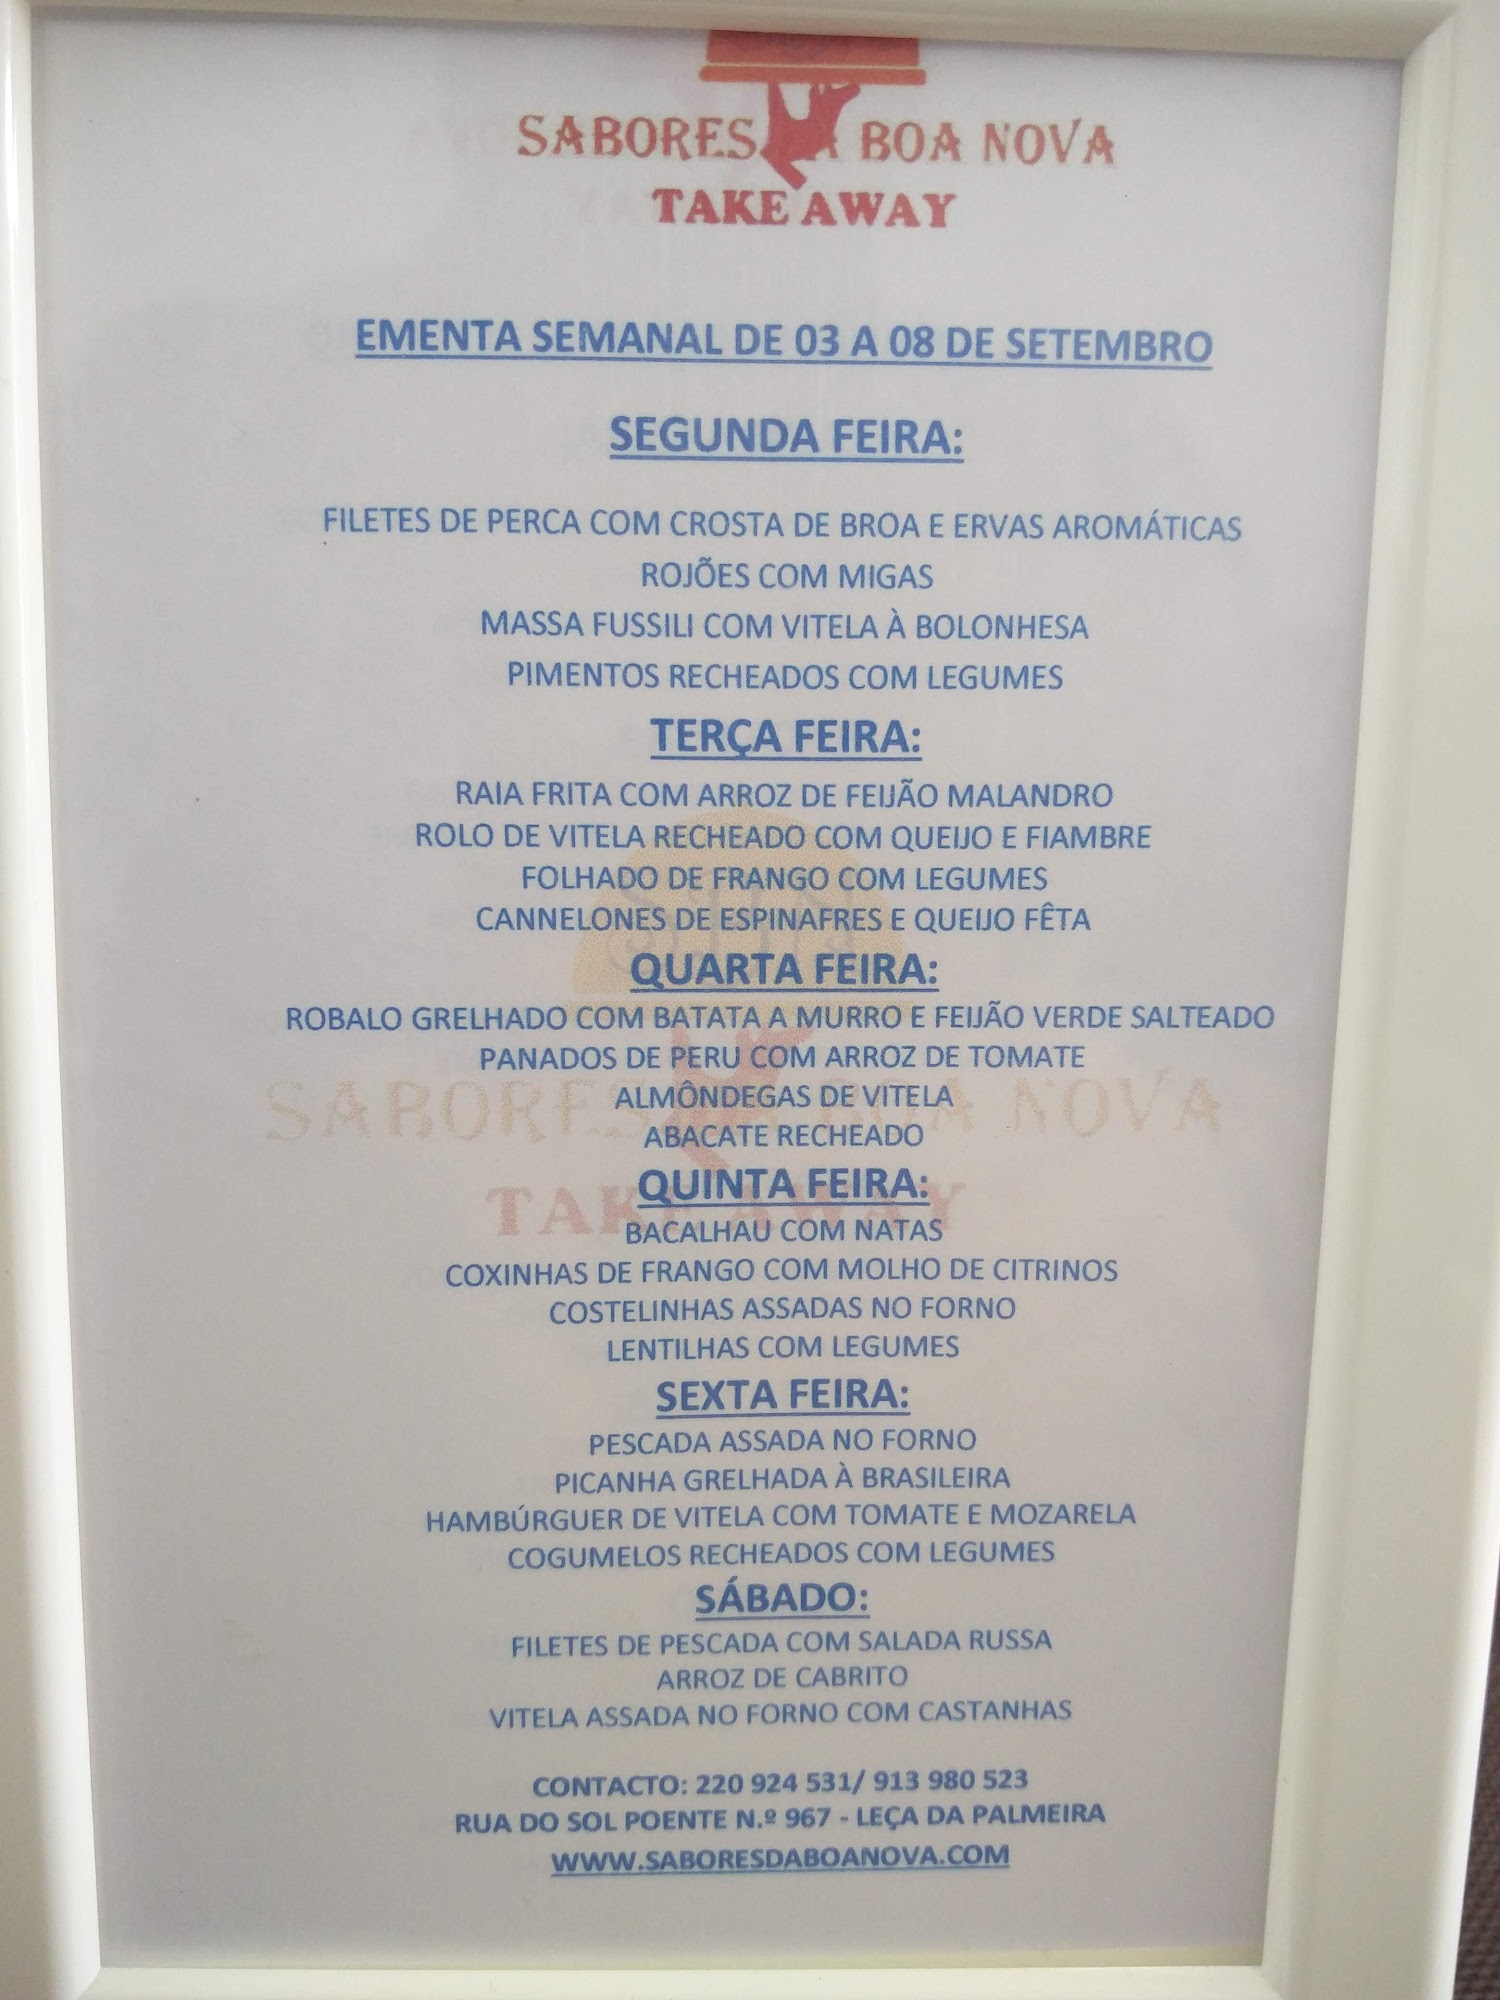 SABORES DA BOA NOVA
TAKE AWAY
EMENTA SEMANAL DE 03 A 08 DE SETEMBRO
SEGUNDA FEIRA:
FILETES DE PERCA COM CROSTA DE BROA E ERVAS AROMÁTICAS
ROJÕES COM MIGAS
MASSA FUSSILI COM VITELA À BOLONHESA
PIMENTOS RECHEADOS COM LEGUMES
TERÇA FEIRA:
RAIA FRITA COM ARROZ DE FEIJÃO MALANDRO
ROLO DE VITELA RECHEADO COM QUEIJO E FIAMBRE
FOLHADO DE FRANGO COM LEGUMES
CANNELONES DE ESPINAFRES E QUEIJO FÊTA
QUARTA FEIRA:
ROBALO GRELHADO COM BATATA A MURRO E FEIJÃO VERDE SALTEADO
PANADOS DE PERU COM ARROZ DE TOMATE
ALMÔNDEGAS DE VITELA
SABORES BOA NOVA
ABACATE RECHEADO
QUINTA FEIRA:
TAKE AWAY
BACALHAU COM NATAS
COXINHAS DE FRANGO COM MOLHO DE CITRINOS
COSTELINHAS ASSADAS NO FORNO
LENTILHAS COM LEGUMES
SEXTA FEIRA:
PESCADA ASSADA NO FORNO
PICANHA GRELHADA À BRASILEIRA
HAMBÚRGUER DE VITELA COM TOMATE E MOZARELA
COGUMELOS RECHEADOS COM LEGUMES
SÁBADO:
FILETES DE PESCADA COM SALADA RUSSA
ARROZ DE CABRITO
VITELA ASSADA NO FORNO COM CASTANHAS
CONTACTO: 220 924 531/ 913 980 523
RUA DO SOL POENTE N.º 967 - LEÇA DA PALMEIRA
WWW.SABORESDABOANOVA.COM